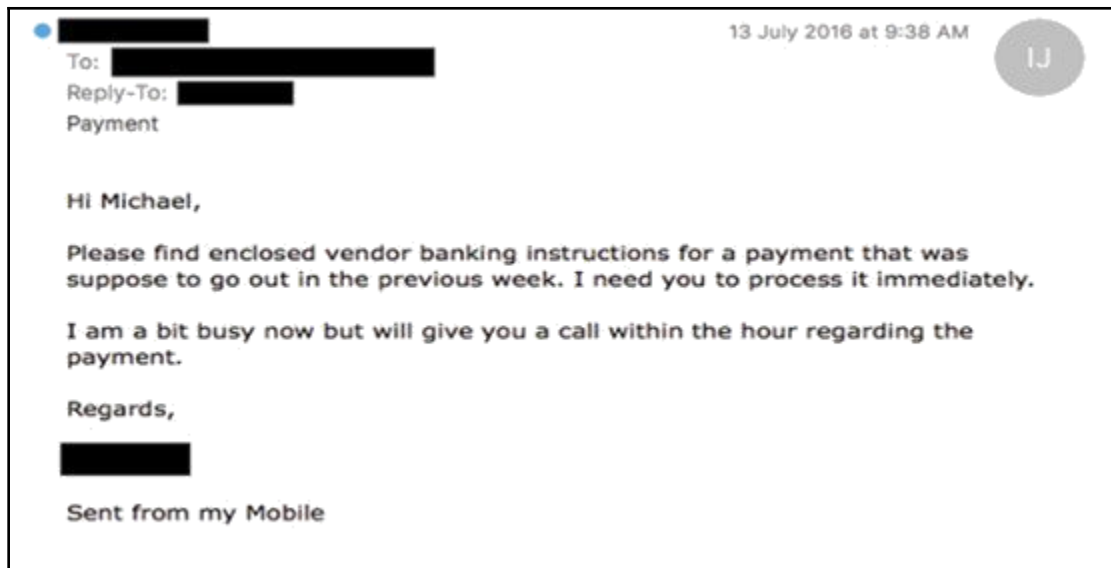 13 July 2016 at 9:38 AM
IJ
To:
Reply-To:
Payment
Hi Michael,
Please find enclosed vendor banking instructions for a payment that was
suppose to go out in the previous week. I need you to process it immediately.
I am a bit busy now but will give you a call within the hour regarding the
payment.
Regards,
Sent from my Mobile